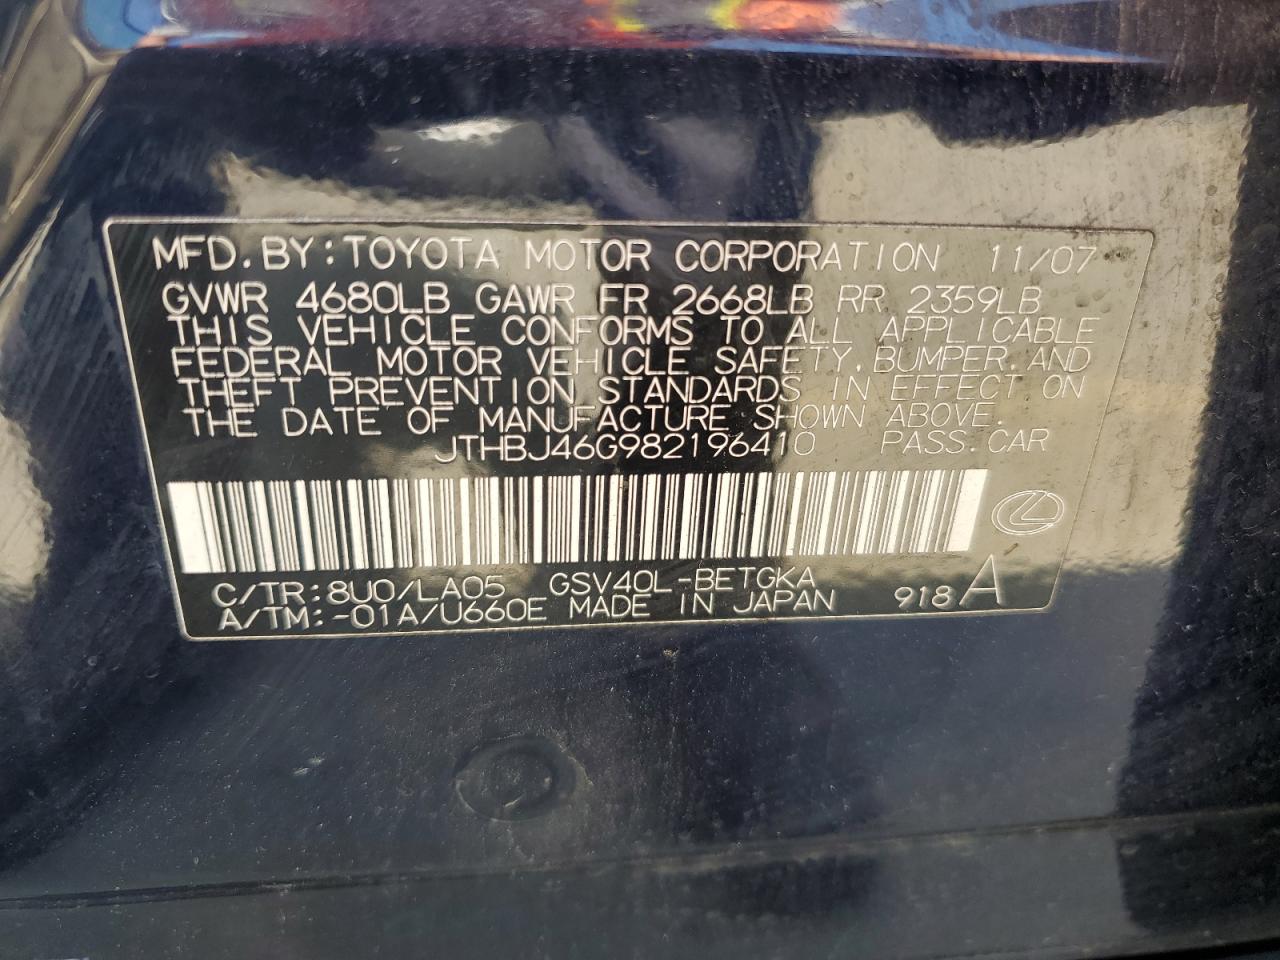 MFD. BY: TOYOTA MOTOR CORPORATION 11/07
GVWR 4680LB GAWR FR 2668LB RR 2359LB
THIS VEHICLE CONFORMS TO ALL APPLICABLE
FEDERAL MOTOR VEHICLE SAFETY, BUMPER, AND
THEFT PREVENTION STANDARDS IN EFFECT ON
THE DATE OF MANUFACTURE SHOWN ABOVE.
JTHBJ46G982196410 PASS. CAR
C/TR: 8U0/LA05 GSV40L-BETGKA
A/TM: -01A/U660E MADE IN JAPAN 918 A